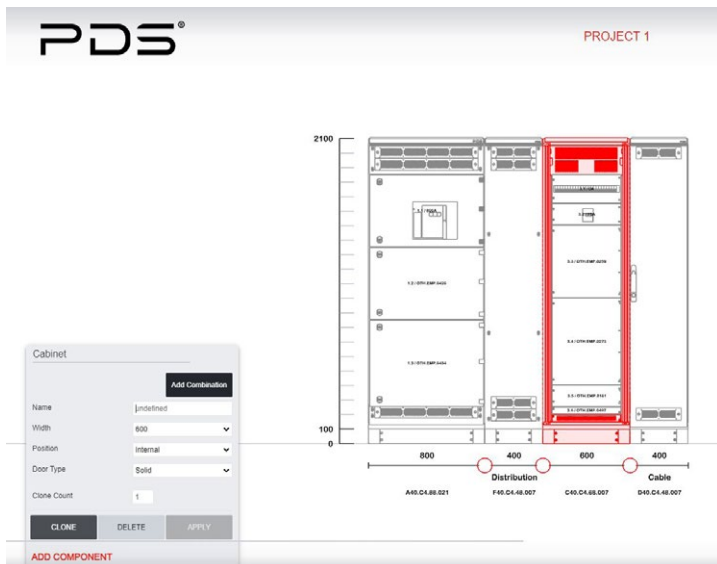 PDS®
PROJECT 1
2100
100
0
800
400
600
400
Distribution
Cable
A40.C4.88.021
F40.C4.48.007
C40.C4.68.007
D40.C4.48.007
Cabinet
Add Combination
Name
undefined
Width
600
Position
Internal
Door Type
Solid
Clone Count
1
CLONE
DELETE
APPLY
ADD COMPONENT